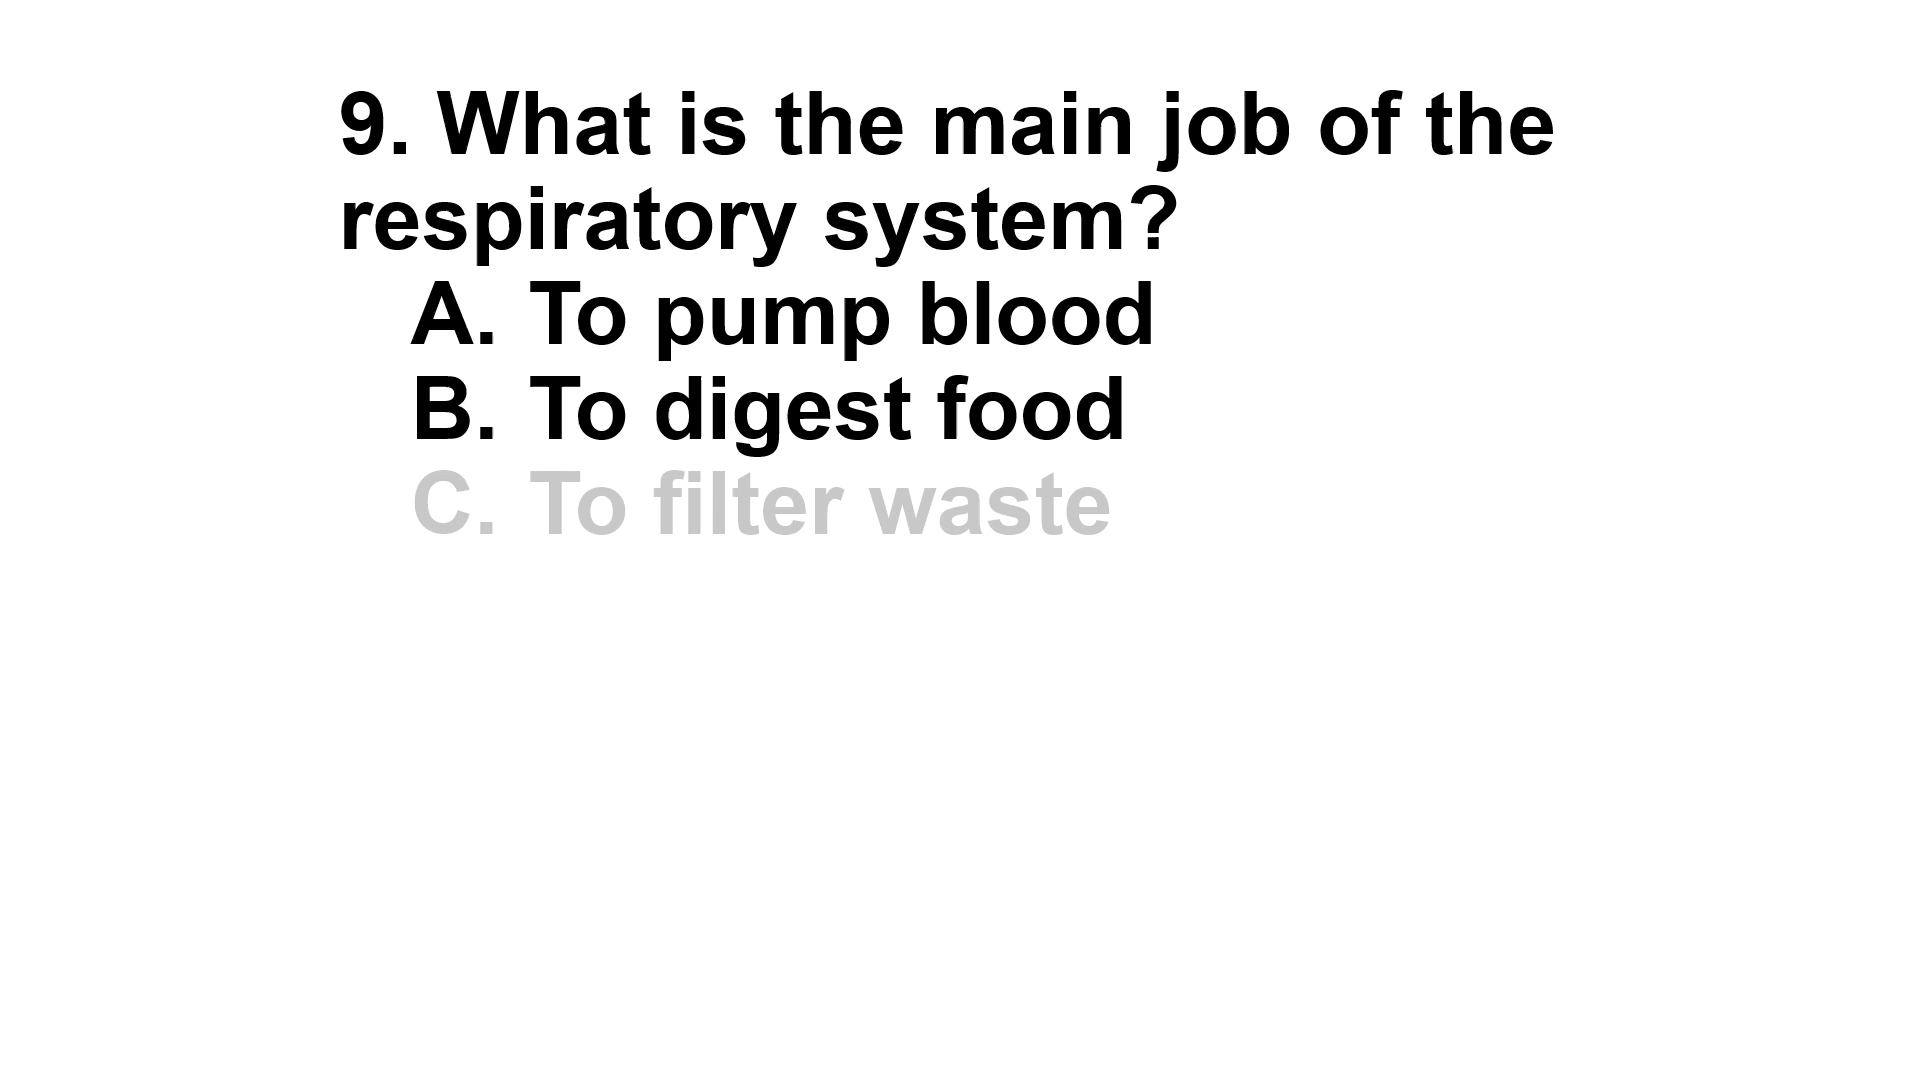 9. What is the main job of the
respiratory system?
A. To pump blood
B. To digest food
C. To filter waste